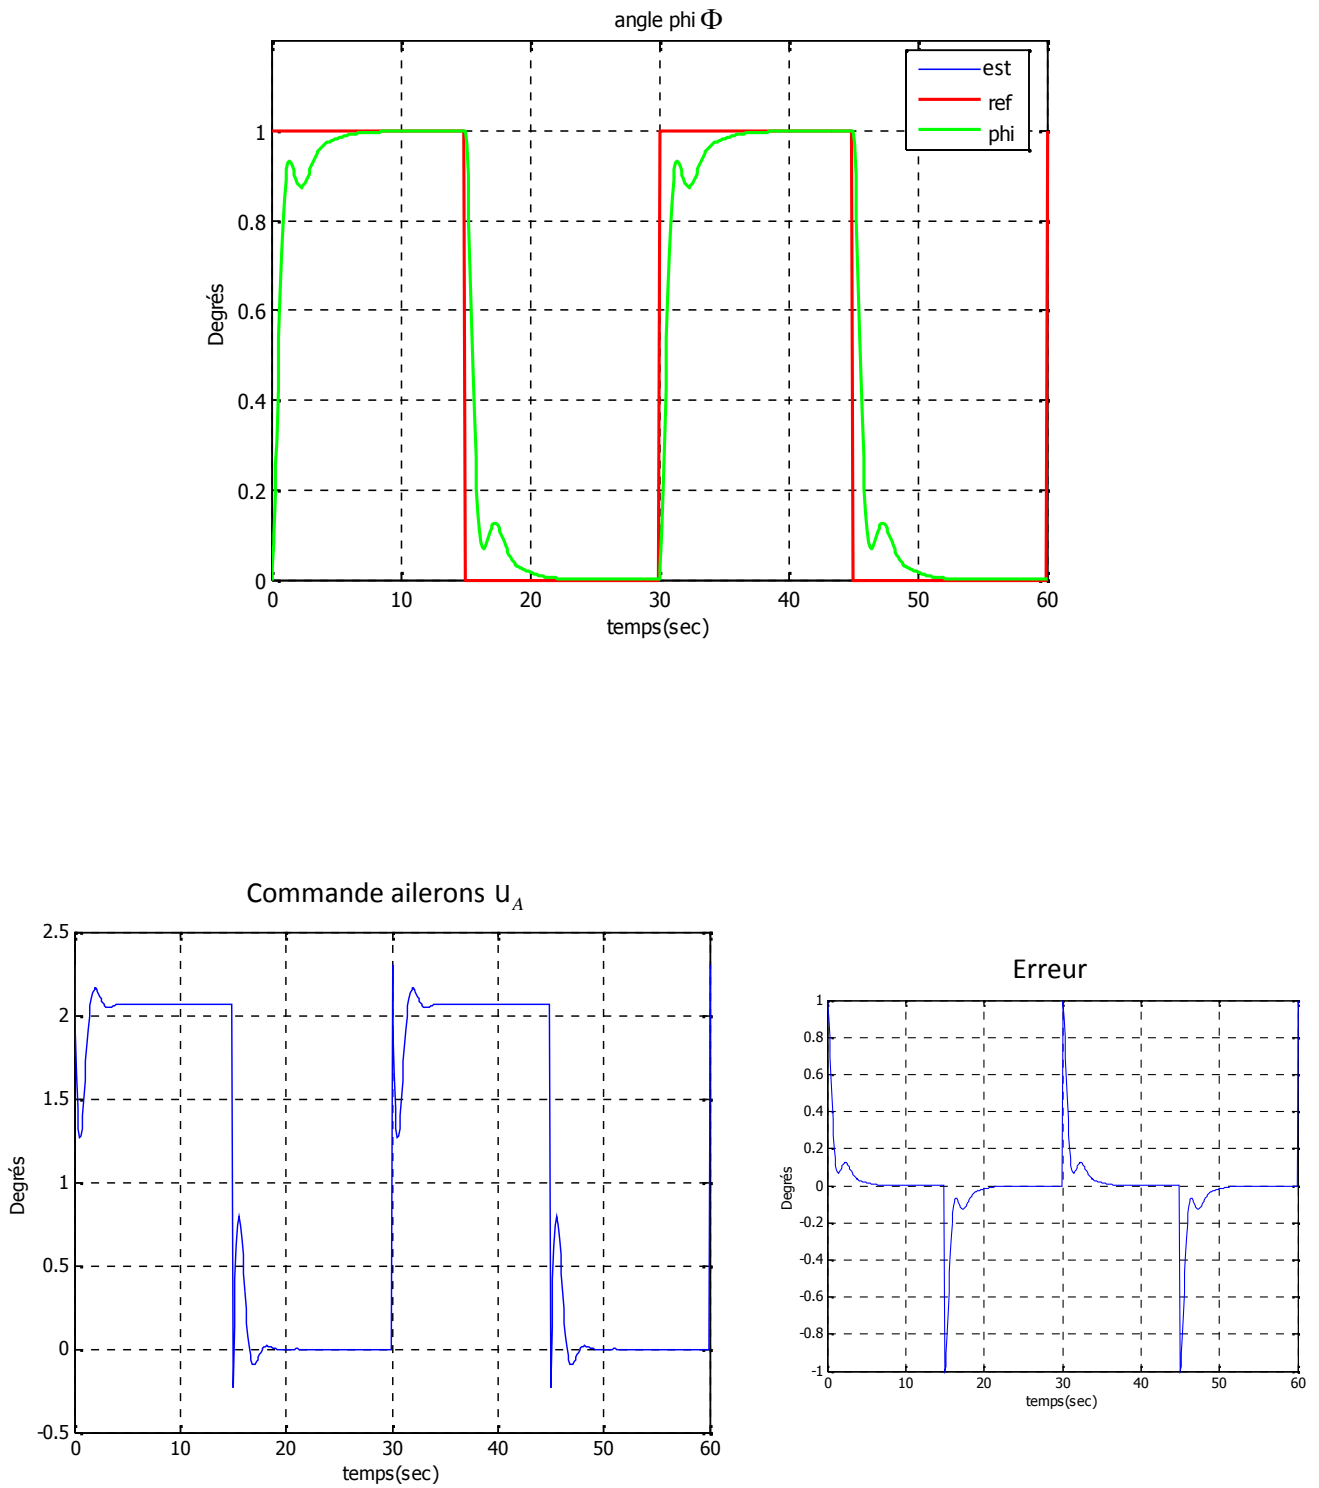 angle phi Φ
est
ref
phi
1
0.8
0.6
0.4
0.2
0
Degrés
0 10 20 30 40 50 60
temps(sec)
Commande ailerons u_A
2.5
2
1.5
1
0.5
0
-0.5
Degrés
0 10 20 30 40 50 60
temps(sec)
Erreur
1
0.8
0.6
0.4
0.2
0
-0.2
-0.4
-0.6
-0.8
-1
Degrés
0 10 20 30 40 50 60
temps(sec)